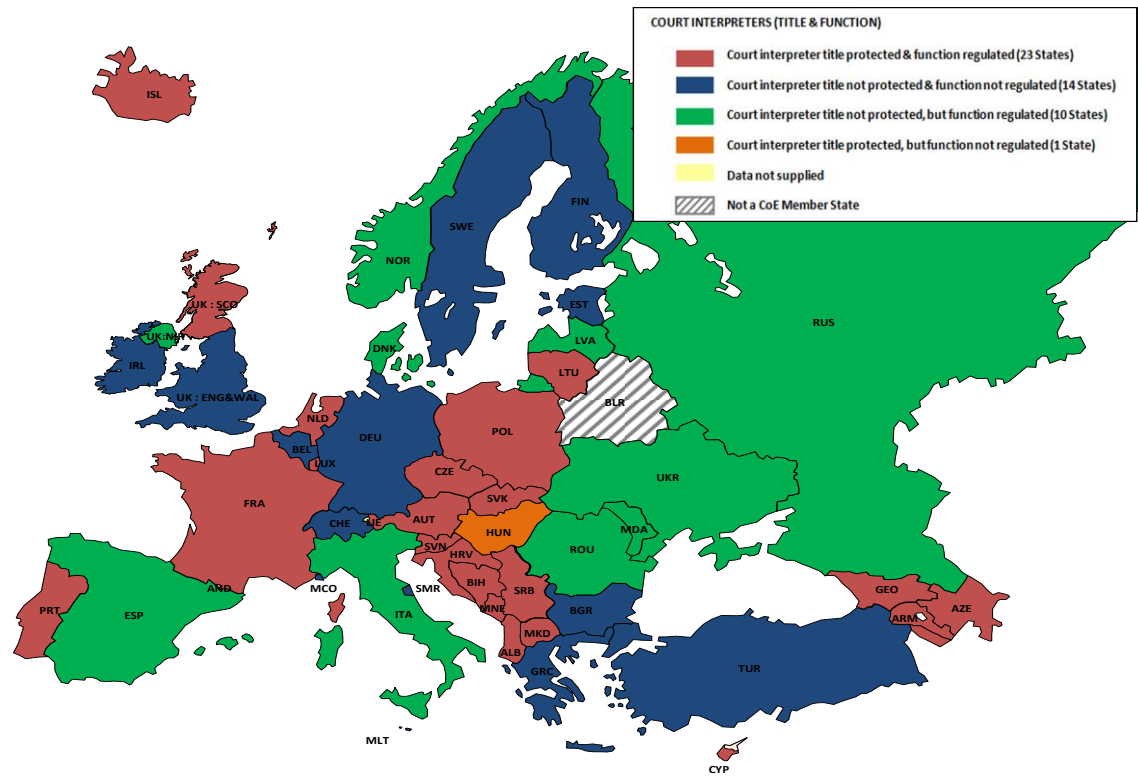 COURT INTERPRETERS (TITLE & FUNCTION)
Court interpreter title protected & function regulated (23 States)
Court interpreter title not protected & function not regulated (14 States)
Court interpreter title not protected, but function regulated (10 States)
Court interpreter title protected, but function not regulated (1 State)
Data not supplied
Not a CoE Member State
ISL
FIN
SWE
NOR
UK : SCO
EST
RUS
UK:NIR
LVA
DNK
IRL
LTU
UK : ENG&WAL
BLR
NLD
POL
DEU
BEL
LUX
CZE
UKR
FRA
SVK
AUT
CHE
LIE
HUN
MDA
SVN
ROU
HRV
BIH
SRB
ARD
MCO
SMR
GEO
PRT
ESP
ITA
MNE
BGR
AZE
ARM
MKD
ALB
GRC
TUR
MLT
CYP